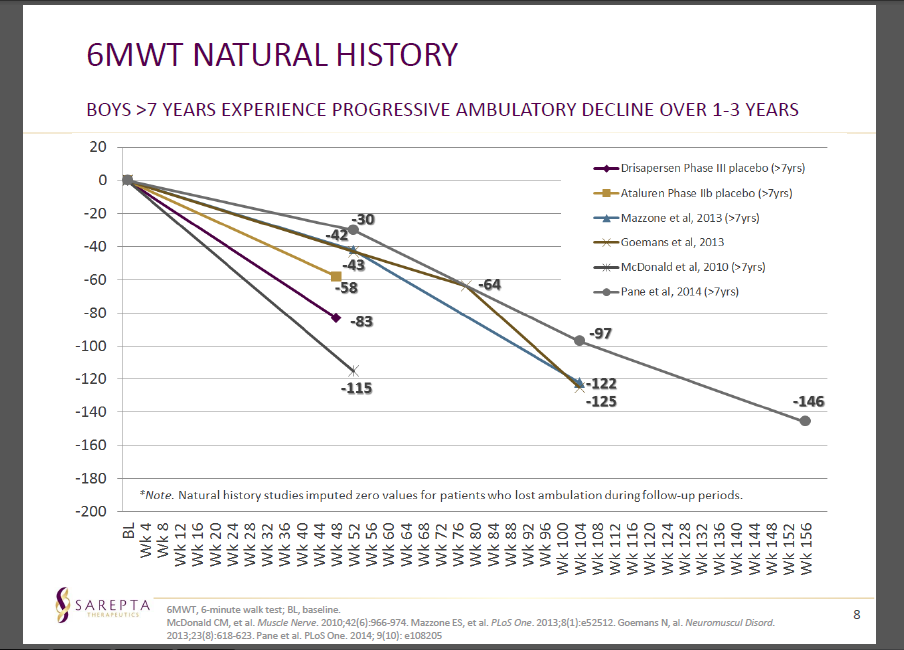 6MWT NATURAL HISTORY
BOYS >7 YEARS EXPERIENCE PROGRESSIVE AMBULATORY DECLINE OVER 1-3 YEARS
20
0
-20
-40
-60
-80
-100
-120
-140
-160
-180
-200
-30
-42
-43
-58
-64
-83
-97
-115
-122
-125
-146
Drisapersen Phase III placebo (>7yrs)
Ataluren Phase IIb placebo (>7yrs)
Mazzone et al, 2013 (>7yrs)
Goemans et al, 2013
McDonald et al, 2010 (>7yrs)
Pane et al, 2014 (>7yrs)
*Note. Natural history studies imputed zero values for patients who lost ambulation during follow-up periods.
BL
Wk 4
Wk 8
Wk 12
Wk 16
Wk 20
Wk 24
Wk 28
Wk 32
Wk 36
Wk 40
Wk 44
Wk 48
Wk 52
Wk 56
Wk 60
Wk 64
Wk 68
Wk 72
Wk 76
Wk 80
Wk 84
Wk 88
Wk 92
Wk 96
Wk 100
Wk 104
Wk 108
Wk 112
Wk 116
Wk 120
Wk 124
Wk 128
Wk 132
Wk 136
Wk 140
Wk 144
Wk 148
Wk 152
Wk 156
SAREPTA
THERAPEUTICS
6MWT, 6-minute walk test; BL, baseline.
McDonald CM, et al. Muscle Nerve. 2010;42(6):966-974. Mazzone ES, et al. PLoS One. 2013;8(1):e52512. Goemans N, al. Neuromuscul Disord.
2013;23(8):618-623. Pane et al. PLoS One. 2014; 9(10): e108205
8